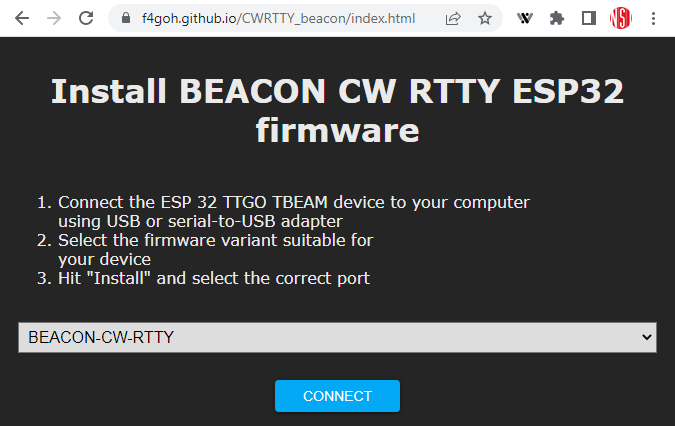 f4goh.github.io/CWRTTY_beacon/index.html
W
NSI
Install BEACON CW RTTY ESP32
firmware
1. Connect the ESP 32 TTGO TBEAM device to your computer
using USB or serial-to-USB adapter
2. Select the firmware variant suitable for
your device
3. Hit "Install" and select the correct port
BEACON-CW-RTTY
CONNECT